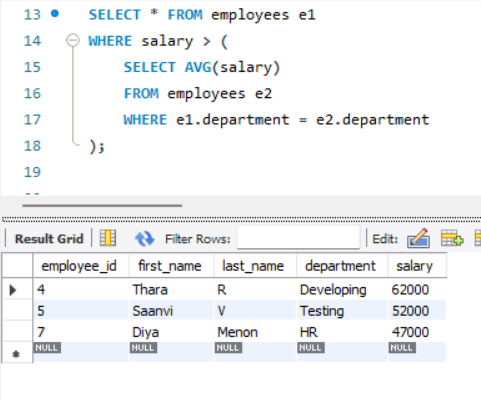 13 SELECT * FROM employees e1
14 WHERE salary > (
15 SELECT AVG(salary)
16 FROM employees e2
17 WHERE e1.department = e2.department
18 );
19
Result Grid Filter Rows: Edit:
employee_id first_name last_name department salary
4 Thara R Developing 62000
5 Saanvi V Testing 52000
7 Diya Menon HR 47000
NULL NULL NULL NULL NULL